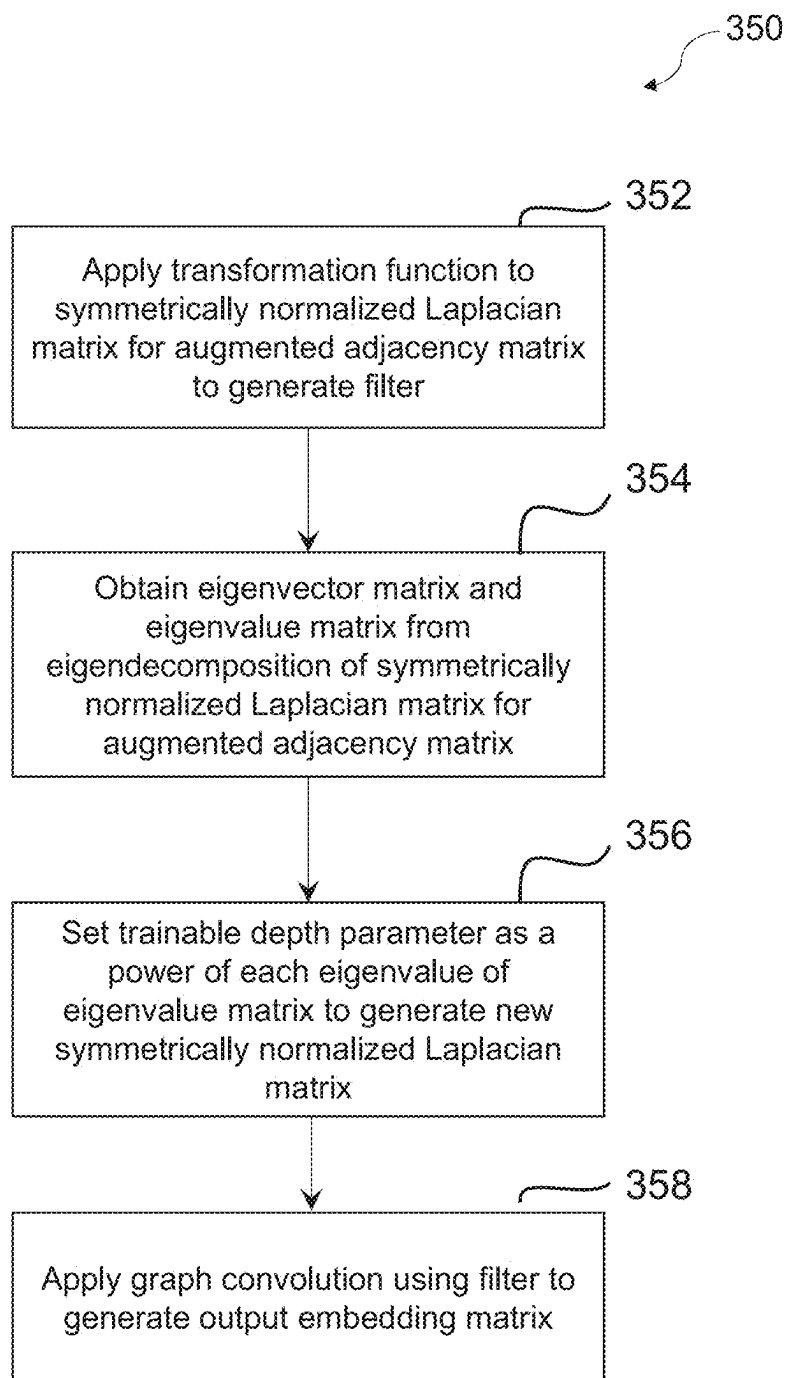 350
352
Apply transformation function to
symmetrically normalized Laplacian
matrix for augmented adjacency matrix
to generate filter
354
Obtain eigenvector matrix and
eigenvalue matrix from
eigendecomposition of symmetrically
normalized Laplacian matrix for
augmented adjacency matrix
356
Set trainable depth parameter as a
power of each eigenvalue of
eigenvalue matrix to generate new
symmetrically normalized Laplacian
matrix
358
Apply graph convolution using filter to
generate output embedding matrix